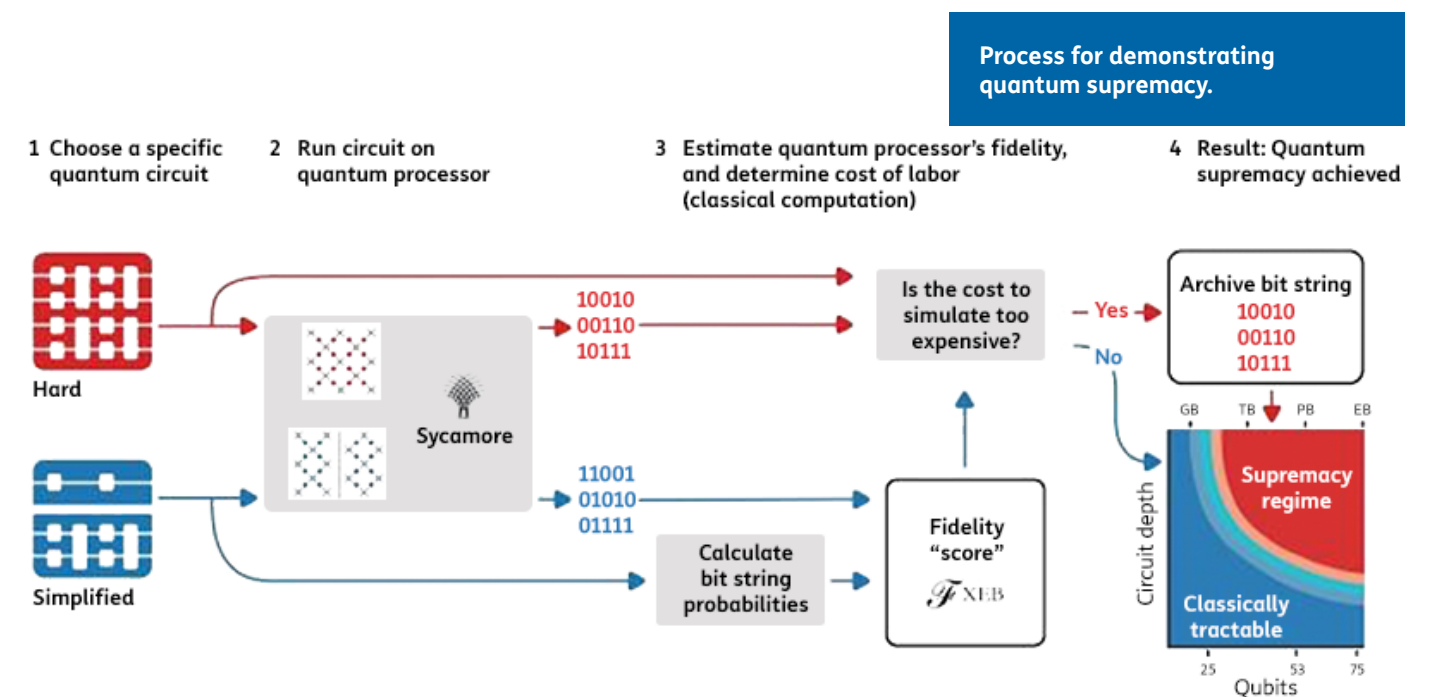 Process for demonstrating
quantum supremacy.
1 Choose a specific
quantum circuit
2 Run circuit on
quantum processor
3 Estimate quantum processor's fidelity,
and determine cost of labor
(classical computation)
4 Result: Quantum
supremacy achieved
Hard
Simplified
Sycamore
10010
00110
10111
11001
01010
01111
Calculate
bit string
probabilities
Is the cost to
simulate too
expensive?
Fidelity
“score”
ℱ XEB
Yes
No
Archive bit string
10010
00110
10111
GB TB PB EB
Supremacy
regime
Classically
tractable
Circuit depth
25 53 75
Qubits